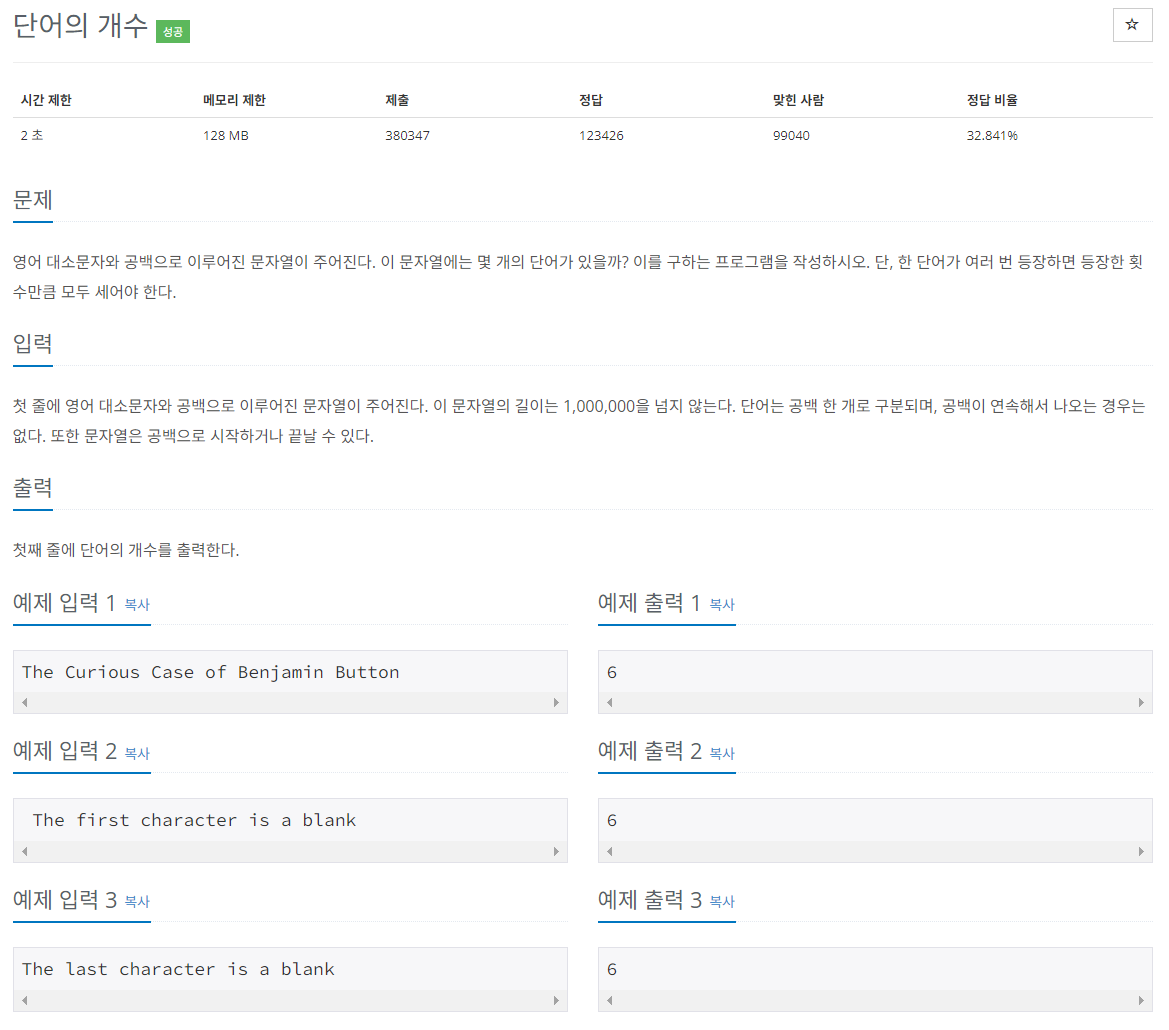 단어의 개수 성공
☆
시간 제한 메모리 제한 제출 정답 맞힌 사람 정답 비율
2 초 128 MB 380347 123426 99040 32.841%
문제
영어 대소문자와 공백으로 이루어진 문자열이 주어진다. 이 문자열에는 몇 개의 단어가 있을까? 이를 구하는 프로그램을 작성하시오. 단, 한 단어가 여러 번 등장하면 등장한 횟
수만큼 모두 세어야 한다.
입력
첫 줄에 영어 대소문자와 공백으로 이루어진 문자열이 주어진다. 이 문자열의 길이는 1,000,000을 넘지 않는다. 단어는 공백 한 개로 구분되며, 공백이 연속해서 나오는 경우는
없다. 또한 문자열은 공백으로 시작하거나 끝날 수 있다.
출력
첫째 줄에 단어의 개수를 출력한다.
예제 입력 1 복사
The Curious Case of Benjamin Button
예제 출력 1 복사
6
예제 입력 2 복사
 The first character is a blank
예제 출력 2 복사
6
예제 입력 3 복사
The last character is a blank
예제 출력 3 복사
6